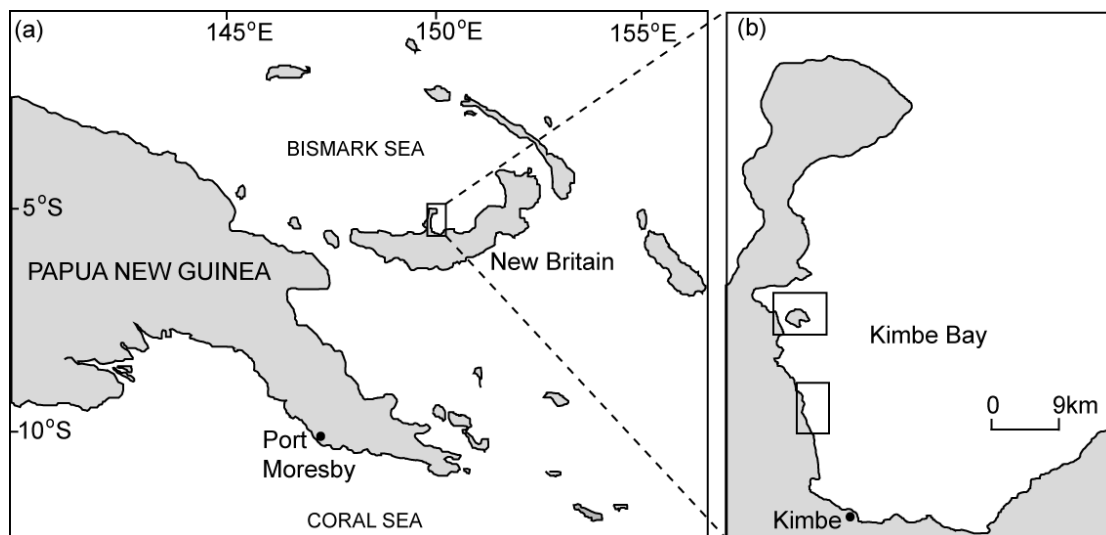 (a)
145°E
150°E
155°E
BISMARK SEA
5°S
PAPUA NEW GUINEA
New Britain
10°S
Port
Moresby
CORAL SEA
(b)
Kimbe Bay
0 9km
Kimbe